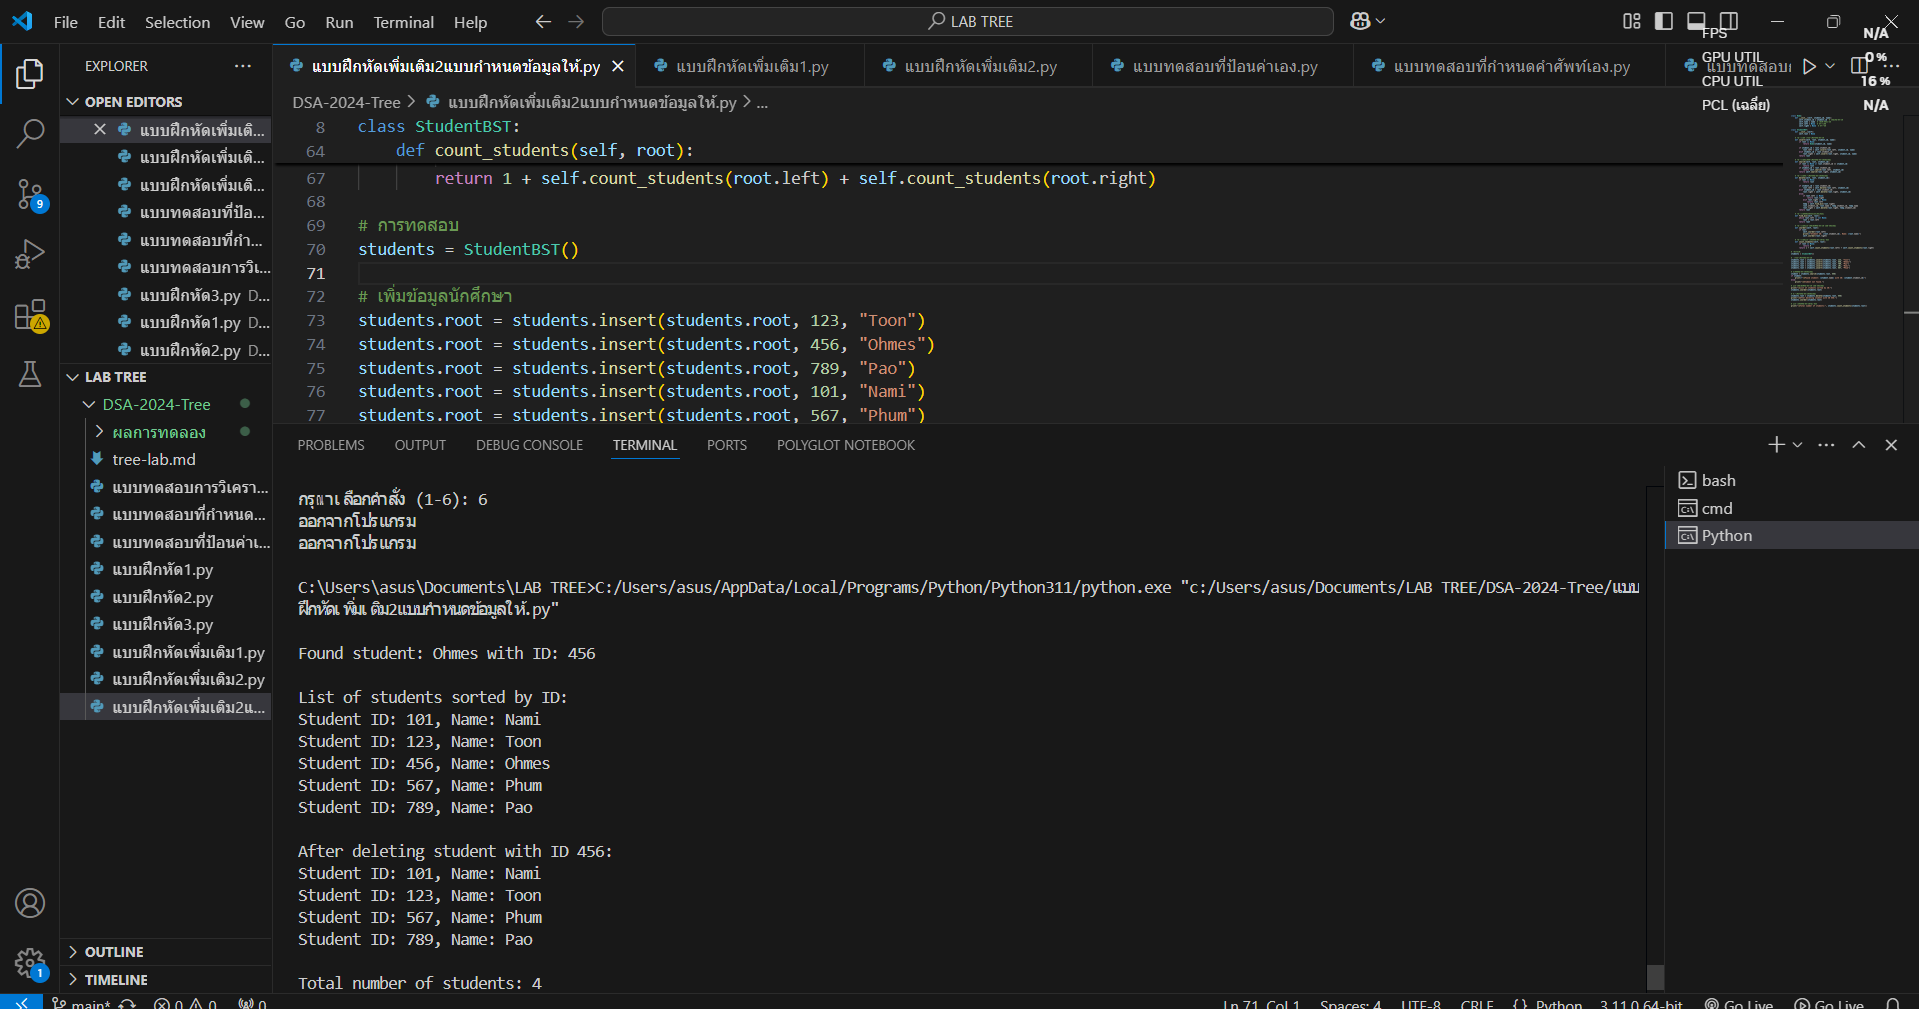 File Edit Selection View Go Run Terminal Help
LAB TREE
FPS N/A
GPU UTIL 0 %
CPU UTIL 16 %
PCL (เฉลี่ย) N/A
EXPLORER
OPEN EDITORS
แบบฝึกหัดเพิ่มเติ...
แบบฝึกหัดเพิ่มเติ...
แบบฝึกหัดเพิ่มเติ...
แบบทดสอบที่ป้อ...
แบบทดสอบที่กำ...
แบบทดสอบการวิเ...
แบบฝึกหัด3.py D...
แบบฝึกหัด1.py D...
แบบฝึกหัด2.py D...
9
LAB TREE
DSA-2024-Tree
ผลการทดลอง
tree-lab.md
แบบทดสอบการวิเครา...
แบบทดสอบที่กำหนด...
แบบทดสอบที่ป้อนค่าเ...
แบบฝึกหัด1.py
แบบฝึกหัด2.py
แบบฝึกหัด3.py
แบบฝึกหัดเพิ่มเติม1.py
แบบฝึกหัดเพิ่มเติม2.py
แบบฝึกหัดเพิ่มเติม2แ...
OUTLINE
TIMELINE
1
แบบฝึกหัดเพิ่มเติม2แบบกำหนดข้อมูลให้.py แบบฝึกหัดเพิ่มเติม1.py แบบฝึกหัดเพิ่มเติม2.py แบบทดสอบที่ป้อนค่าเอง.py แบบทดสอบที่กำหนดคำศัพท์เอง.py แบบทดสอบ
DSA-2024-Tree > แบบฝึกหัดเพิ่มเติม2แบบกำหนดข้อมูลให้.py > ...
8 class StudentBST:
64 def count_students(self, root):
67 return 1 + self.count_students(root.left) + self.count_students(root.right)
68
69 # การทดสอบ
70 students = StudentBST()
71
72 # เพิ่มข้อมูลนักศึกษา
73 students.root = students.insert(students.root, 123, "Toon")
74 students.root = students.insert(students.root, 456, "Ohmes")
75 students.root = students.insert(students.root, 789, "Pao")
76 students.root = students.insert(students.root, 101, "Nami")
77 students.root = students.insert(students.root, 567, "Phum")
PROBLEMS OUTPUT DEBUG CONSOLE TERMINAL PORTS POLYGLOT NOTEBOOK
bash
cmd
Python
กรุณาเลือกคำสั่ง (1-6): 6
ออกจากโปรแกรม
ออกจากโปรแกรม
C:\Users\asus\Documents\LAB TREE>C:/Users/asus/AppData/Local/Programs/Python/Python311/python.exe "c:/Users/asus/Documents/LAB TREE/DSA-2024-Tree/แบบ
ฝึกหัดเพิ่มเติม2แบบกำหนดข้อมูลให้.py"
Found student: Ohmes with ID: 456
List of students sorted by ID:
Student ID: 101, Name: Nami
Student ID: 123, Name: Toon
Student ID: 456, Name: Ohmes
Student ID: 567, Name: Phum
Student ID: 789, Name: Pao
After deleting student with ID 456:
Student ID: 101, Name: Nami
Student ID: 123, Name: Toon
Student ID: 567, Name: Phum
Student ID: 789, Name: Pao
Total number of students: 4
main* 0 0 0 Ln 71, Col 1 Spaces: 4 UTF-8 CRLF {} Python 3.11.0 64-bit Go Live Go Live